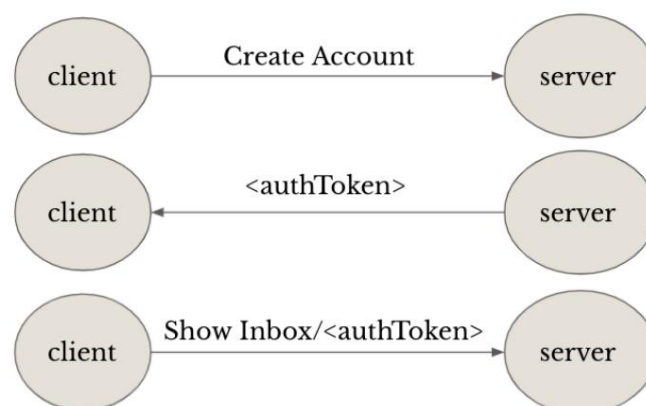 Create Account
client server
<authToken>
client server
Show Inbox/<authToken>
client server